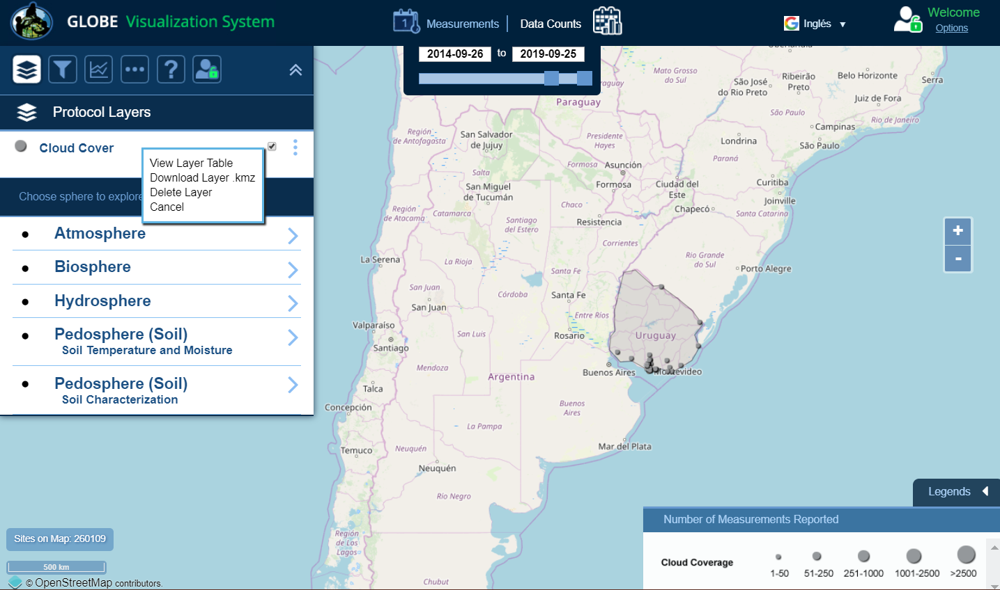 GLOBE Visualization System
1
Measurements
Data Counts
Inglés
Welcome
Options
2014-09-26 to 2019-09-25
?
Protocol Layers
Cloud Cover
View Layer Table
Download Layer .kmz
Delete Layer
Cancel
Choose sphere to explore
Atmosphere
Biosphere
Hydrosphere
Pedosphere (Soil)
Soil Temperature and Moisture
Pedosphere (Soil)
Soil Characterization
Sites on Map: 260109
500 km
© OpenStreetMap contributors.
Mato Grosso
do Sul
São José
do Rio Preto
Ribeirão
Preto
Belo Horizonte
Serra
Juiz de Fora
São Paulo
Rio de Janeiro
Campinas
Londrina
São Paulo
Paraná
Paraguay
Región
de Antofagasta
San Salvador
de Jujuy
Presidente
Hayes
Salta
Formosa
Asunción
San Miguel
de Tucumán
Formosa
Ciudad del
Este
Curitiba
Joinville
Chapecó
Santa Catarina
Región
de Atacama
Catamarca
Chaco
Santiago
del Estero
Resistencia
Corrientes
La Serena
La Rioja
Santa Fe
Rio Grande
do Sul
Porto Alegre
San Juan
San Juan
Córdoba
Santa Fe
Entre Ríos
Valparaíso
Santiago
San Luis
Rosario
Uruguay
Mendoza
Argentina
Buenos Aires
Montevideo
Talca
Concepción
Buenos
Aires
La Pampa
Temuco
Neuquén
Neuquén
Mar del Plata
Río Negro
Región
de Los
Lagos
Chubut
+
-
Legends
Number of Measurements Reported
Cloud Coverage
1-50 51-250 251-1000 1001-2500 >2500